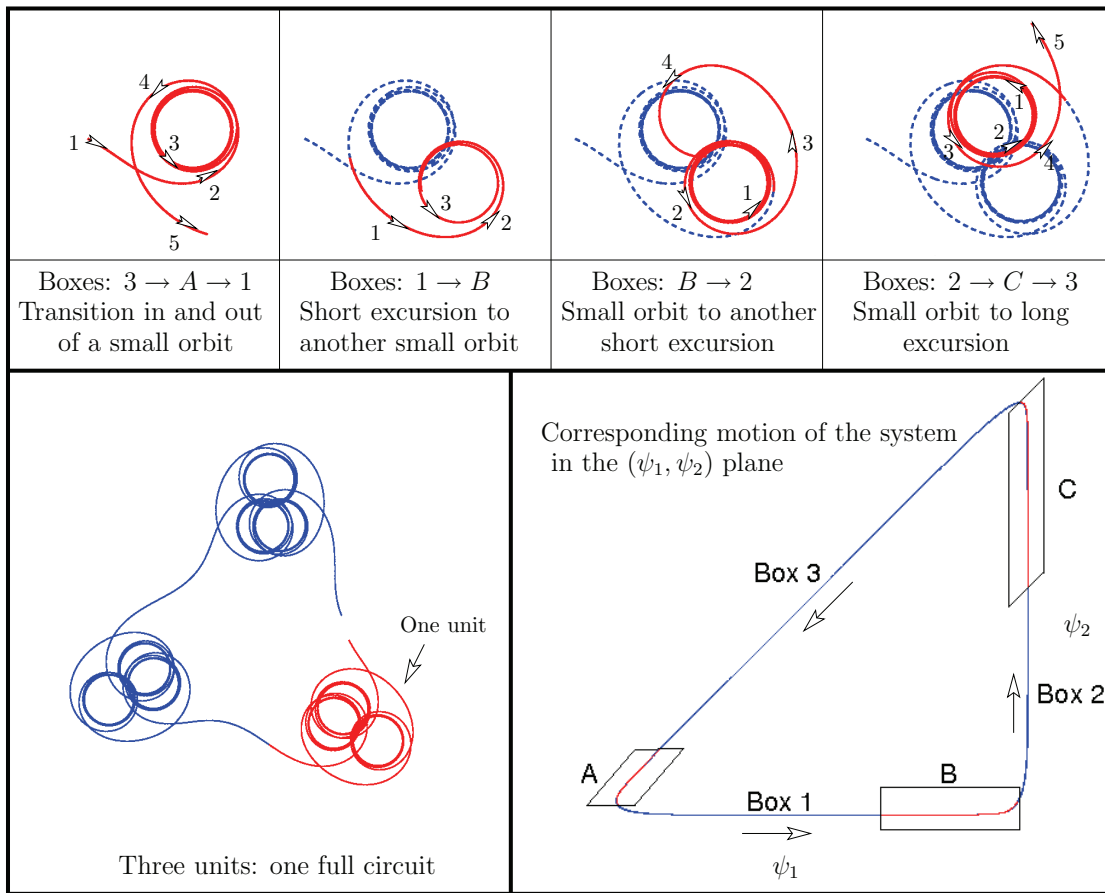 1
2
3
4
5
Boxes: 3 → A → 1
Transition in and out
of a small orbit
1
2
3
Boxes: 1 → B
Short excursion to
another small orbit
1
2
3
4
Boxes: B → 2
Small orbit to another
short excursion
1
2
3
4
5
Boxes: 2 → C → 3
Small orbit to long
excursion
One unit
Three units: one full circuit
Corresponding motion of the system
in the (ψ₁, ψ₂) plane
C
Box 3
ψ₂
Box 2
A
B
Box 1
ψ₁